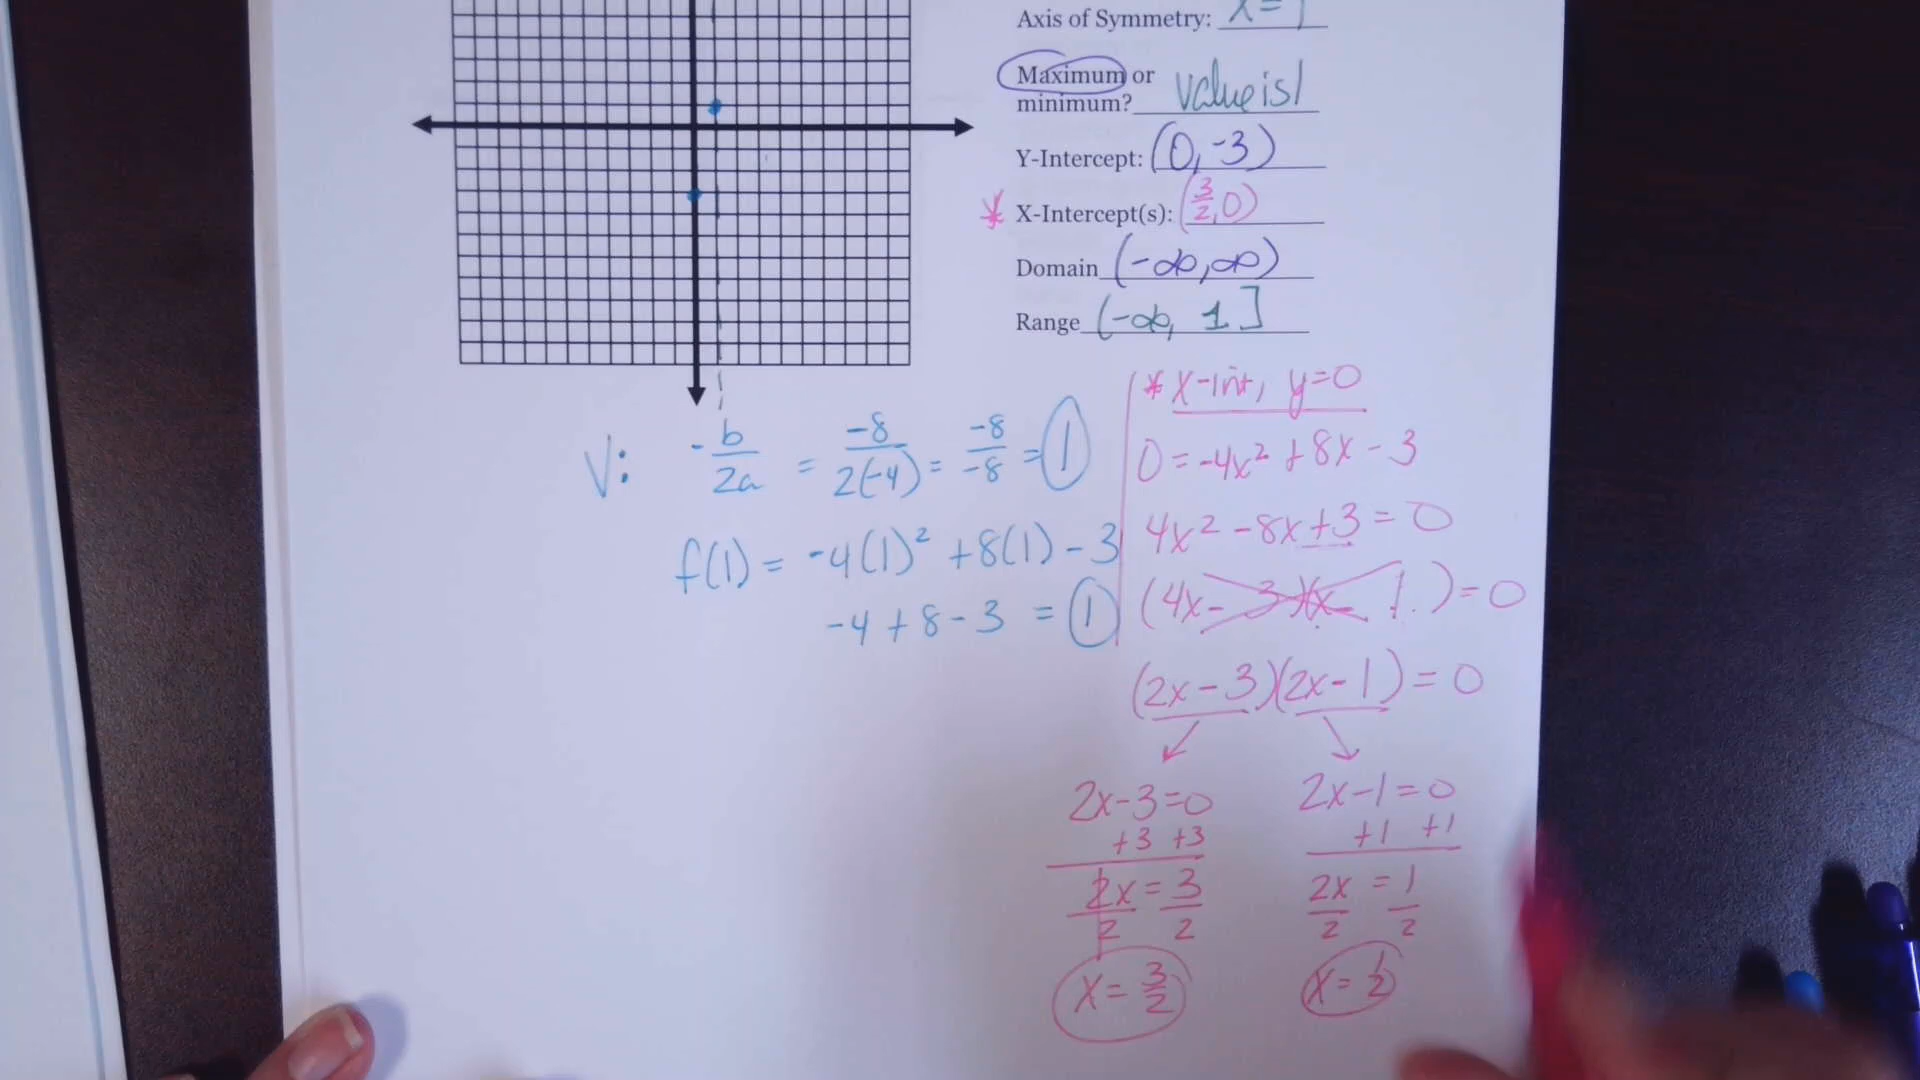 Axis of Symmetry: x = 1
Maximum or
minimum? value is 1
Y-Intercept: (0, -3)
* X-Intercept(s): (3/2, 0)
Domain (-∞, ∞)
Range (-∞, 1]
V: -b/2a = -8/2(-4) = -8/-8 = 1
f(1) = -4(1)² + 8(1) - 3
-4 + 8 - 3 = 1
* x-int, y=0
0 = -4x² + 8x - 3
4x² - 8x + 3 = 0
(4x - 3)(x - 1) = 0
(2x - 3)(2x - 1) = 0
2x - 3 = 0
+3 +3
2x/2 = 3/2
x = 3/2
2x - 1 = 0
+1 +1
2x/2 = 1/2
x = 1/2